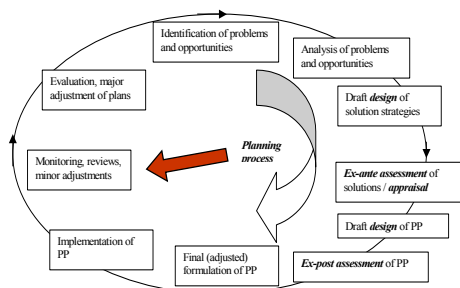 Identification of problems
and opportunities
Analysis of problems
and opportunities
Draft design of
solution strategies
Ex-ante assessment of
solutions / appraisal
Draft design of PP
Ex-post assessment of PP
Final (adjusted)
formulation of PP
Implementation of
PP
Monitoring, reviews,
minor adjustments
Evaluation, major
adjustment of plans
Planning
process